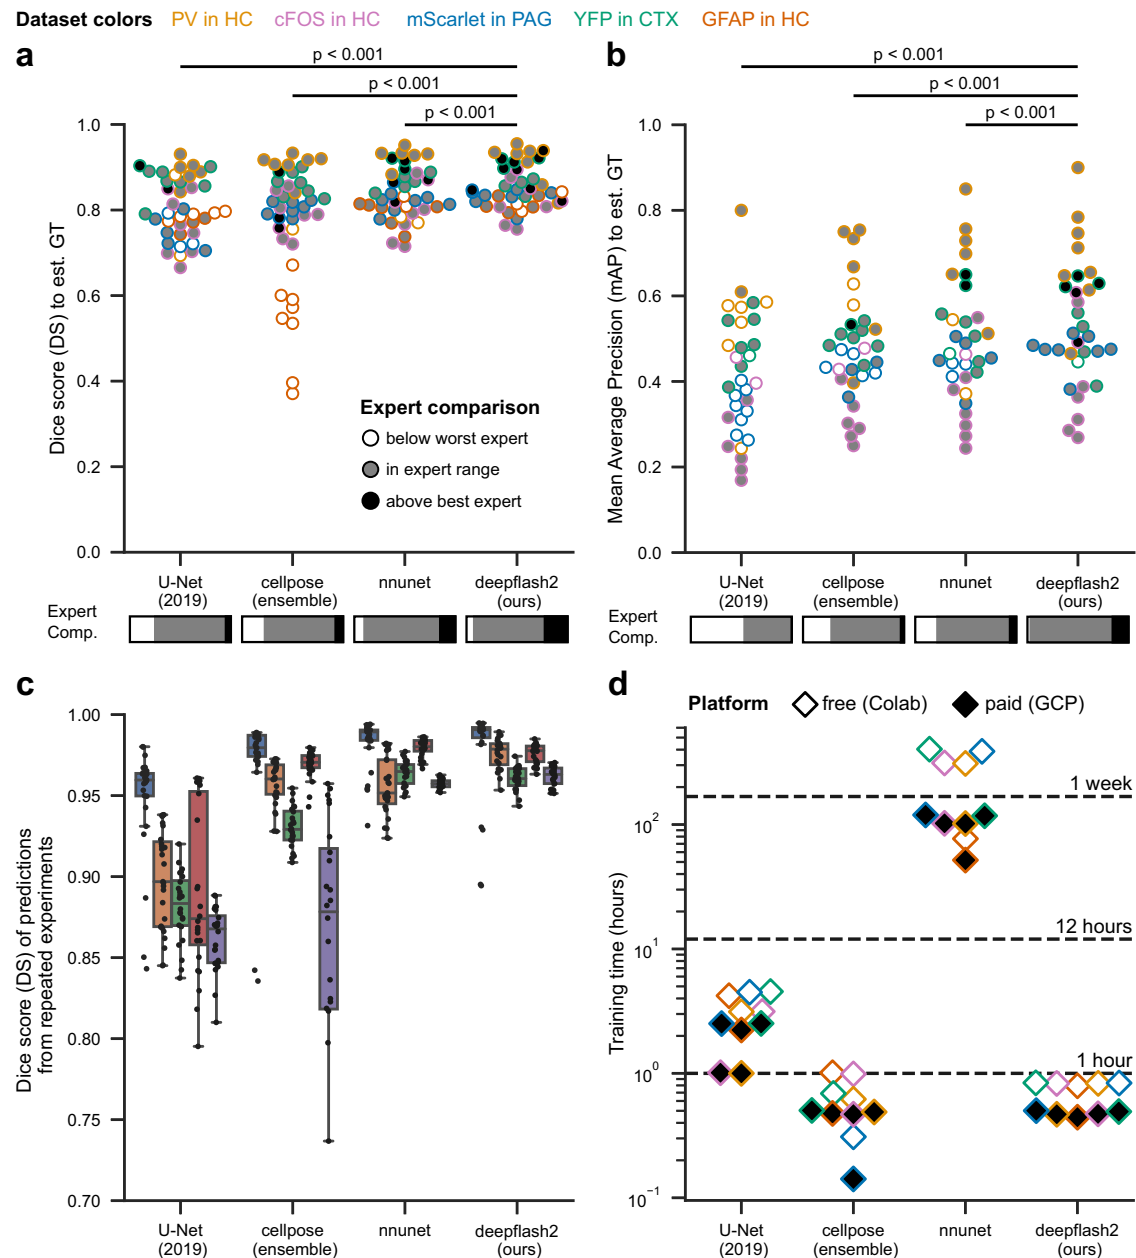 Dataset colors PV in HC cFOS in HC mScarlet in PAG YFP in CTX GFAP in HC
a
p < 0.001
p < 0.001
p < 0.001
Dice score (DS) to est. GT
1.0
0.8
0.6
0.4
0.2
0.0
Expert comparison
below worst expert
in expert range
above best expert
U-Net
(2019)
cellpose
(ensemble)
nnunet
deepflash2
(ours)
Expert
Comp.
b
p < 0.001
p < 0.001
p < 0.001
Mean Average Precision (mAP) to est. GT
1.0
0.8
0.6
0.4
0.2
0.0
U-Net
(2019)
cellpose
(ensemble)
nnunet
deepflash2
(ours)
Expert
Comp.
c
Dice score (DS) of predictions
from repeated experiments
1.00
0.95
0.90
0.85
0.80
0.75
0.70
U-Net
(2019)
cellpose
(ensemble)
nnunet
deepflash2
(ours)
d
Platform free (Colab) paid (GCP)
Training time (hours)
10²
10¹
10⁰
10⁻¹
1 week
12 hours
1 hour
U-Net
(2019)
cellpose
(ensemble)
nnunet
deepflash2
(ours)